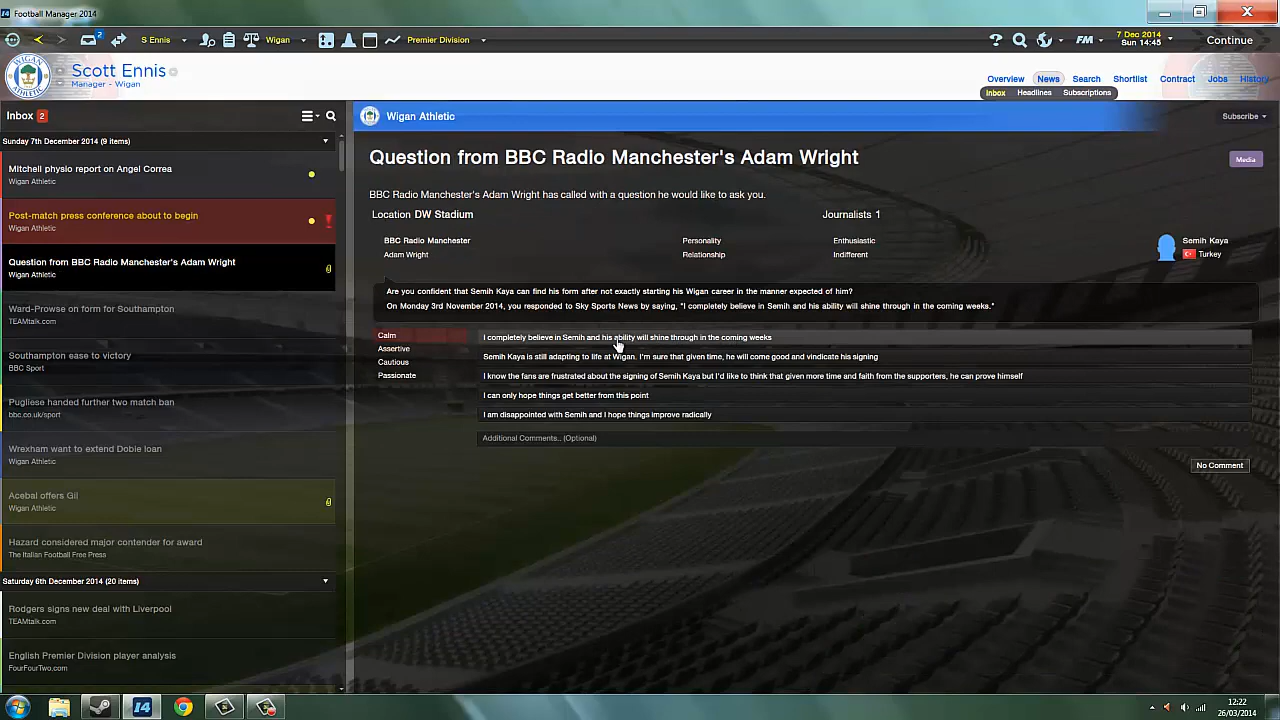 Football Manager 2014
2
S Ennis
Wigan
Premier Division
FM
7 Dec 2014
Sun 14:45
Continue
WIGAN
ATHLETIC
Scott Ennis
Manager - Wigan
Overview
News
Search
Shortlist
Contract
Jobs
History
Inbox
Headlines
Subscriptions
Inbox 2
Sunday 7th December 2014 (9 items)
Mitchell physio report on Angel Correa
Wigan Athletic
Post-match press conference about to begin
Wigan Athletic
Question from BBC Radio Manchester's Adam Wright
Wigan Athletic
Ward-Prowse on form for Southampton
TEAMtalk.com
Southampton ease to victory
BBC Sport
Pugliese handed further two match ban
bbc.co.uk/sport
Wrexham want to extend Dobie loan
Wigan Athletic
Acebal offers Gil
Wigan Athletic
Hazard considered major contender for award
The Italian Football Free Press
Saturday 6th December 2014 (20 items)
Rodgers signs new deal with Liverpool
TEAMtalk.com
English Premier Division player analysis
FourFourTwo.com
Wigan Athletic
Subscribe
Question from BBC Radio Manchester's Adam Wright
Media
BBC Radio Manchester's Adam Wright has called with a question he would like to ask you.
Location DW Stadium
Journalists 1
BBC Radio Manchester
Personality
Enthusiastic
Semih Kaya
Adam Wright
Relationship
Indifferent
Turkey
Are you confident that Semih Kaya can find his form after not exactly starting his Wigan career in the manner expected of him?
On Monday 3rd November 2014, you responded to Sky Sports News by saying, "I completely believe in Semih and his ability will shine through in the coming weeks."
Calm
Assertive
Cautious
Passionate
I completely believe in Semih and his ability will shine through in the coming weeks
Semih Kaya is still adapting to life at Wigan. I'm sure that given time, he will come good and vindicate his signing
I know the fans are frustrated about the signing of Semih Kaya but I'd like to think that given more time and faith from the supporters, he can prove himself
I can only hope things get better from this point
I am disappointed with Semih and I hope things improve radically
Additional Comments.. (Optional)
No Comment
14
12:22
26/03/2014